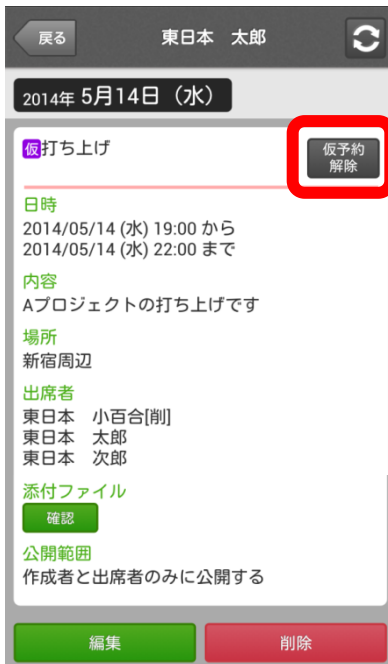 戻る
東日本　太郎
2014年 5月14日（水）
仮打ち上げ
仮予約
解除
日時
2014/05/14 (水) 19:00 から
2014/05/14 (水) 22:00 まで
内容
Aプロジェクトの打ち上げです
場所
新宿周辺
出席者
東日本　小百合[削]
東日本　太郎
東日本　次郎
添付ファイル
確認
公開範囲
作成者と出席者のみに公開する
編集
削除